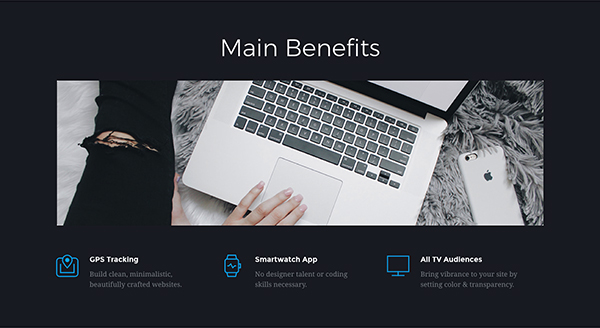 Main Benefits
GPS Tracking
Build clean, minimalistic,
beautifully crafted websites.
Smartwatch App
No designer talent or coding
skills necessary.
All TV Audiences
Bring vibrance to your site by
setting color & transparency.